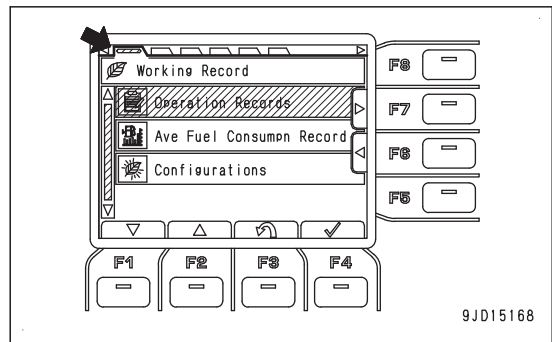 Working Record
F8
Operation Records
F7
Ave Fuel Consumpn Record
F6
Configurations
F5
F1 F2 F3 F4
9JD15168